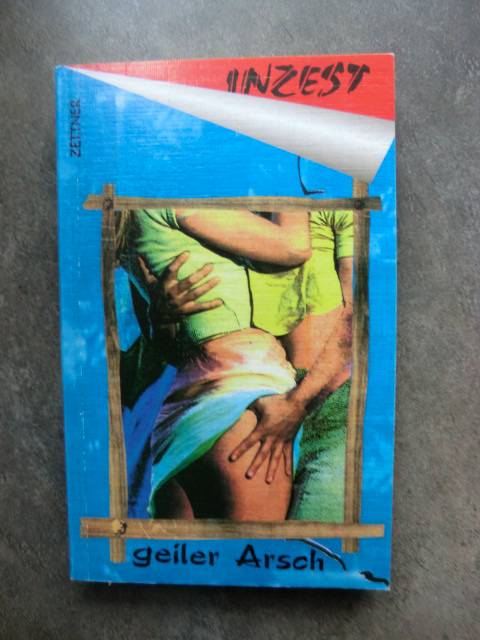 INZEST
ZETTNER
geiler Arsch